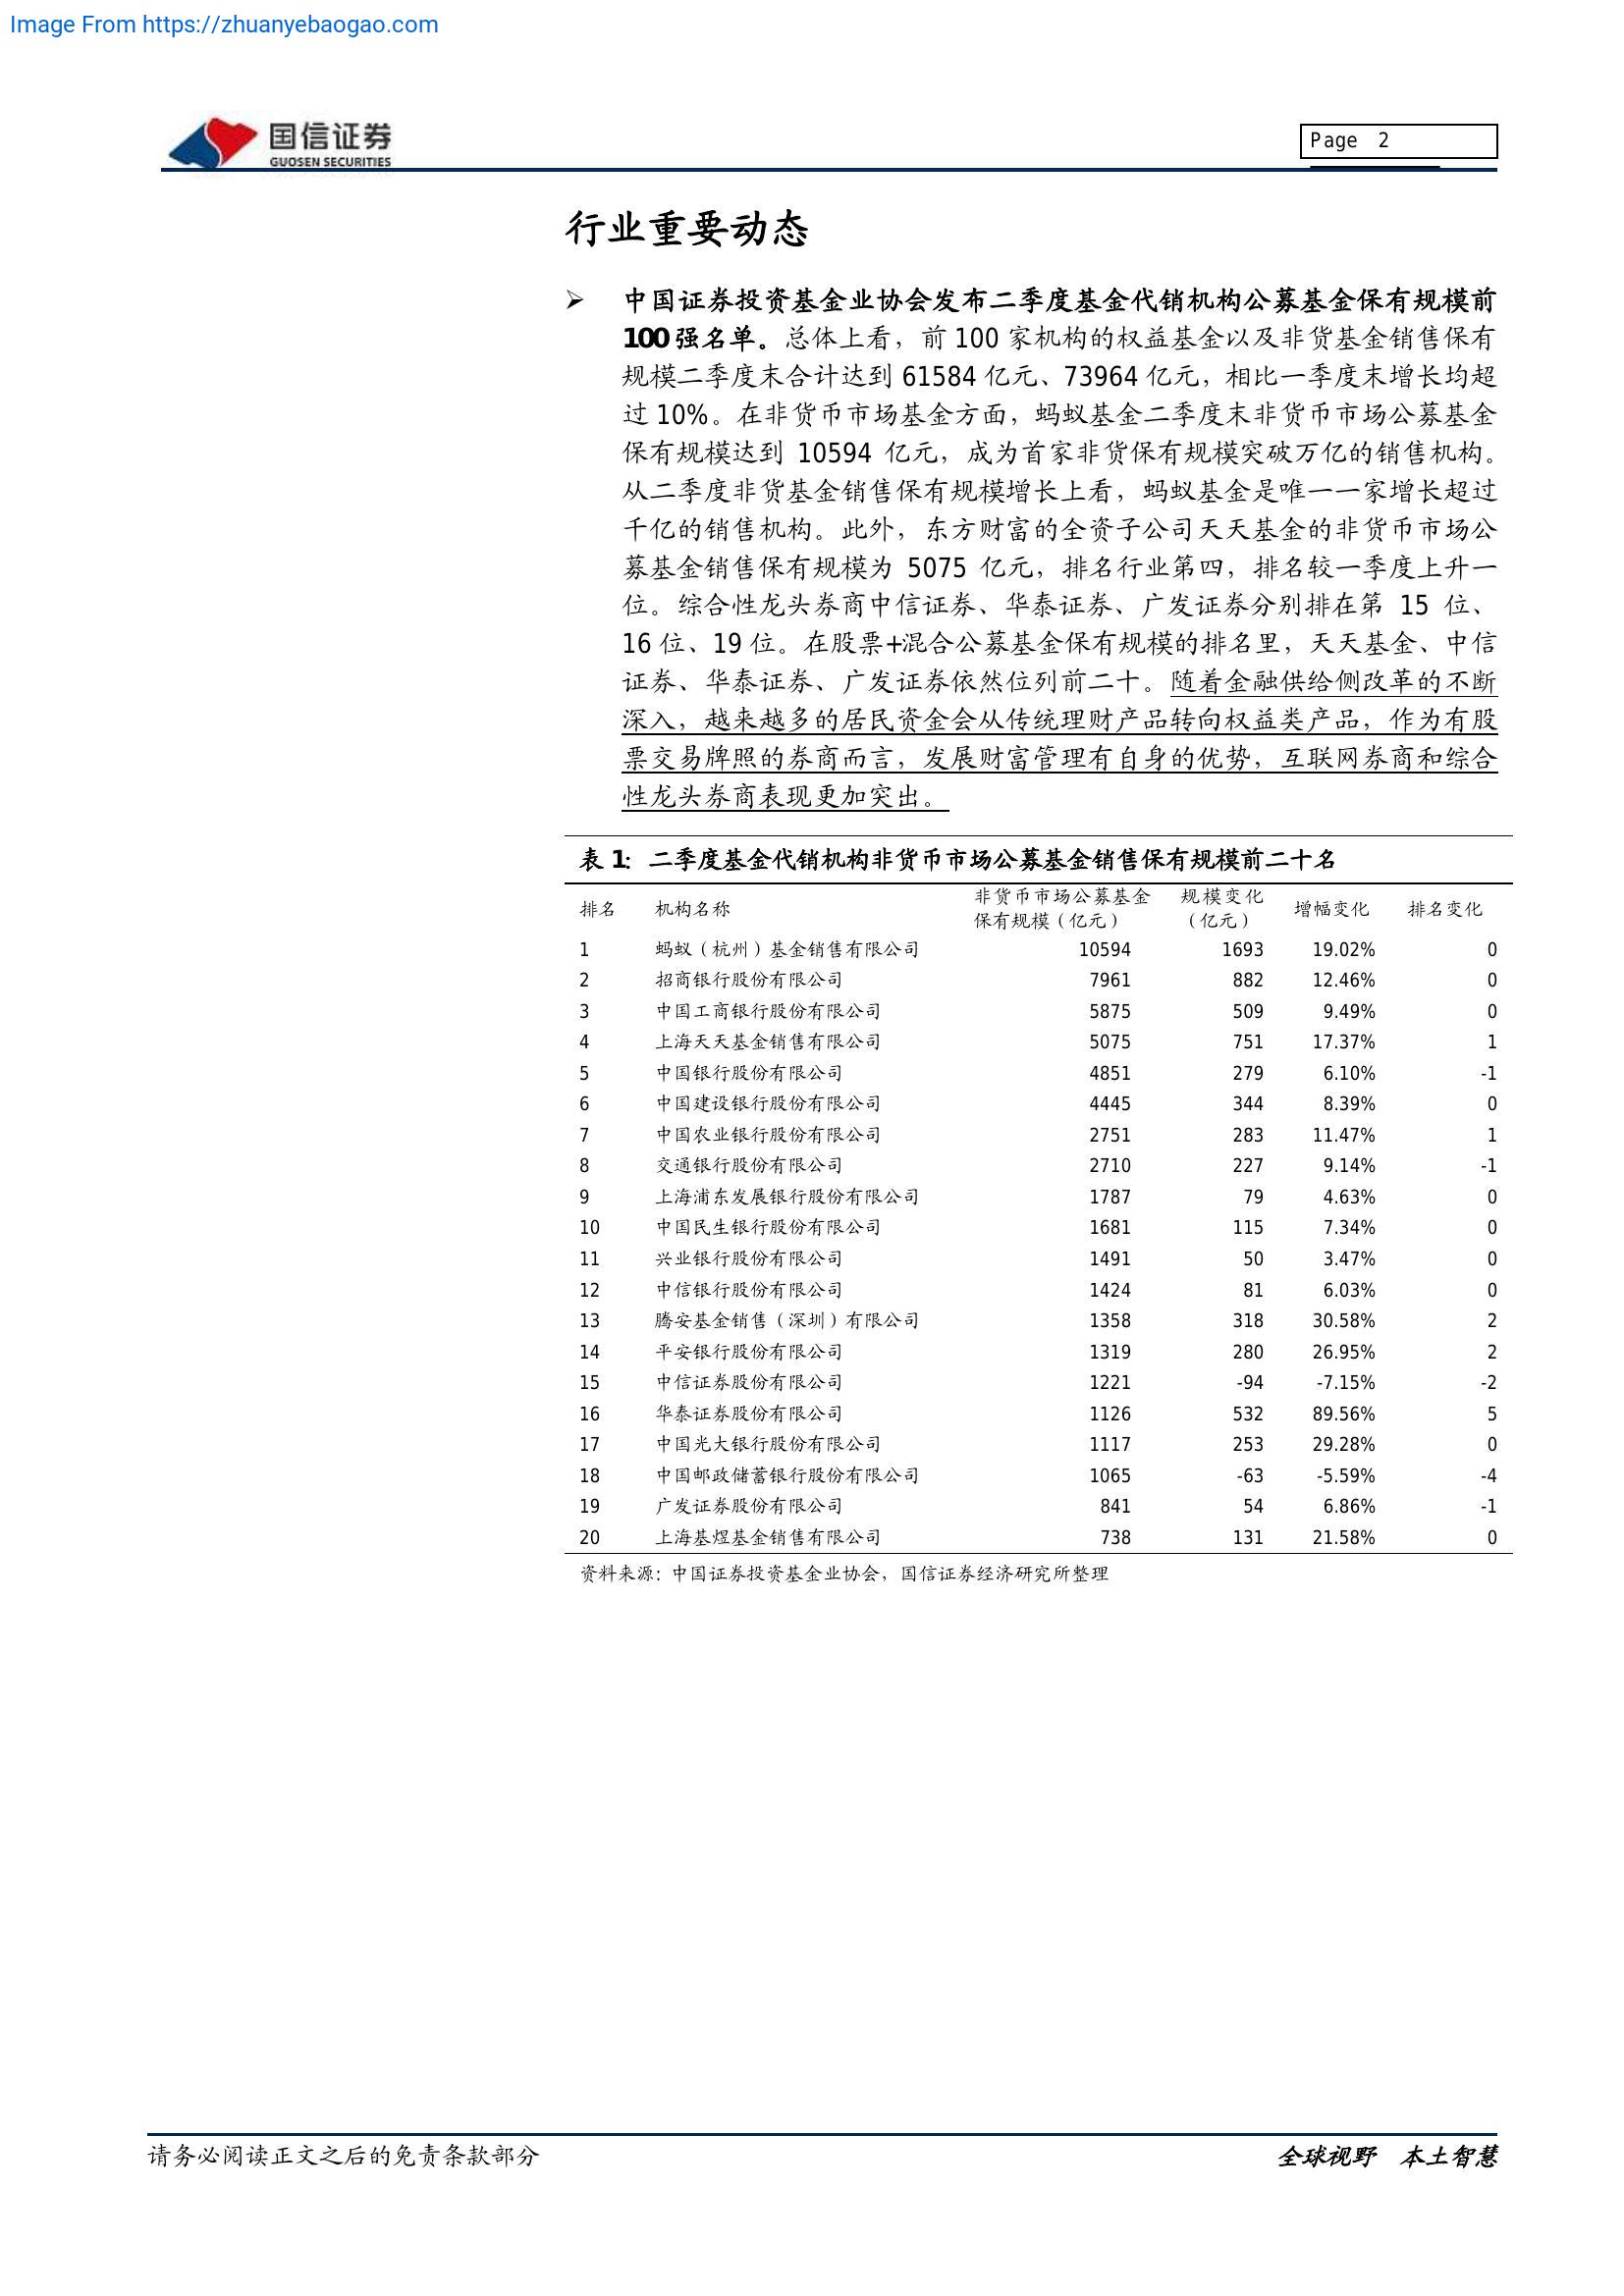 Image From https://zhuanyebaogao.com
国信证券
GUOSEN SECURITIES
Page 2
行业重要动态
➢ 中国证券投资基金业协会发布二季度基金代销机构公募基金保有规模前
100强名单。总体上看，前 100 家机构的权益基金以及非货基金销售保有
规模二季度末合计达到 61584 亿元、73964 亿元，相比一季度末增长均超
过 10%。在非货币市场基金方面，蚂蚁基金二季度末非货币市场公募基金
保有规模达到 10594 亿元，成为首家非货保有规模突破万亿的销售机构。
从二季度非货基金销售保有规模增长上看，蚂蚁基金是唯一一家增长超过
千亿的销售机构。此外，东方财富的全资子公司天天基金的非货币市场公
募基金销售保有规模为 5075 亿元，排名行业第四，排名较一季度上升一
位。综合性龙头券商中信证券、华泰证券、广发证券分别排在第 15 位、
16 位、19 位。在股票+混合公募基金保有规模的排名里，天天基金、中信
证券、华泰证券、广发证券依然位列前二十。随着金融供给侧改革的不断
深入，越来越多的居民资金会从传统理财产品转向权益类产品，作为有股
票交易牌照的券商而言，发展财富管理有自身的优势，互联网券商和综合
性龙头券商表现更加突出。
表 1：二季度基金代销机构非货币市场公募基金销售保有规模前二十名
排名 机构名称 非货币市场公募基金保有规模（亿元） 规模变化（亿元） 增幅变化 排名变化
1 蚂蚁（杭州）基金销售有限公司 10594 1693 19.02% 0
2 招商银行股份有限公司 7961 882 12.46% 0
3 中国工商银行股份有限公司 5875 509 9.49% 0
4 上海天天基金销售有限公司 5075 751 17.37% 1
5 中国银行股份有限公司 4851 279 6.10% -1
6 中国建设银行股份有限公司 4445 344 8.39% 0
7 中国农业银行股份有限公司 2751 283 11.47% 1
8 交通银行股份有限公司 2710 227 9.14% -1
9 上海浦东发展银行股份有限公司 1787 79 4.63% 0
10 中国民生银行股份有限公司 1681 115 7.34% 0
11 兴业银行股份有限公司 1491 50 3.47% 0
12 中信银行股份有限公司 1424 81 6.03% 0
13 腾安基金销售（深圳）有限公司 1358 318 30.58% 2
14 平安银行股份有限公司 1319 280 26.95% 2
15 中信证券股份有限公司 1221 -94 -7.15% -2
16 华泰证券股份有限公司 1126 532 89.56% 5
17 中国光大银行股份有限公司 1117 253 29.28% 0
18 中国邮政储蓄银行股份有限公司 1065 -63 -5.59% -4
19 广发证券股份有限公司 841 54 6.86% -1
20 上海基煜基金销售有限公司 738 131 21.58% 0
资料来源：中国证券投资基金业协会，国信证券经济研究所整理
请务必阅读正文之后的免责条款部分
全球视野 本土智慧